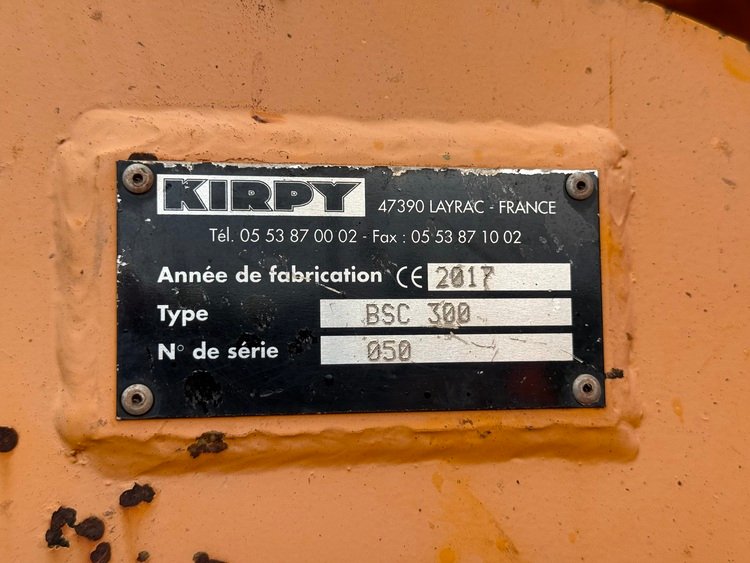 KIRPY 47390 LAYRAC - FRANCE
Tél. 05 53 87 00 02 - Fax : 05 53 87 10 02
Année de fabrication CE 2017
Type BSC 300
N° de série 050